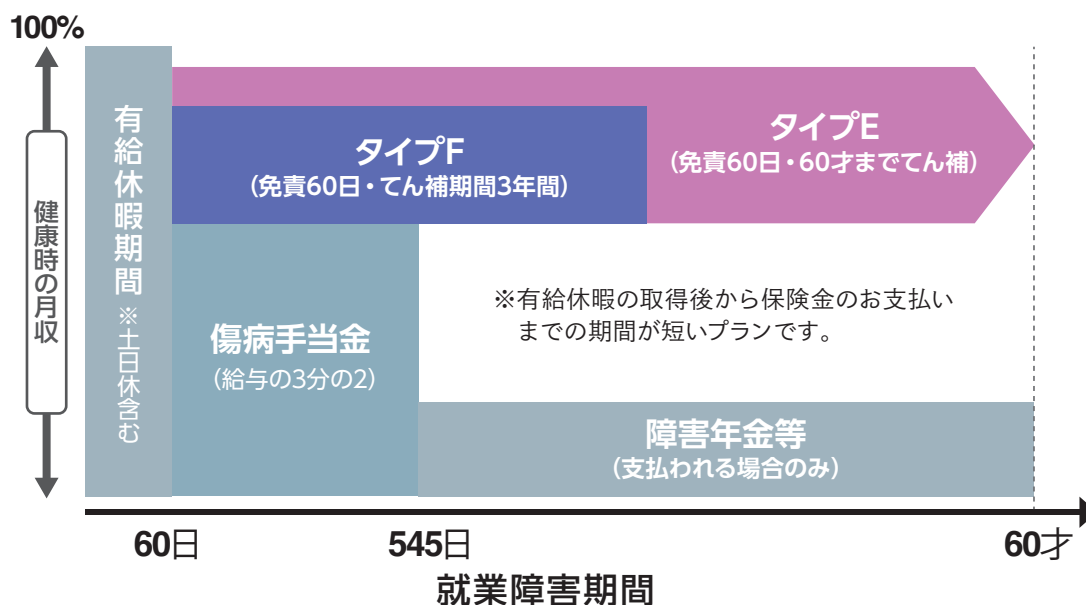 100%
健康時の月収
有給休暇期間
※土日休含む
タイプF
（免責60日・てん補期間3年間）
タイプE
（免責60日・60才までてん補）
傷病手当金
（給与の3分の2）
※有給休暇の取得後から保険金のお支払い
までの期間が短いプランです。
障害年金等
（支払われる場合のみ）
60日
545日
60才
就業障害期間